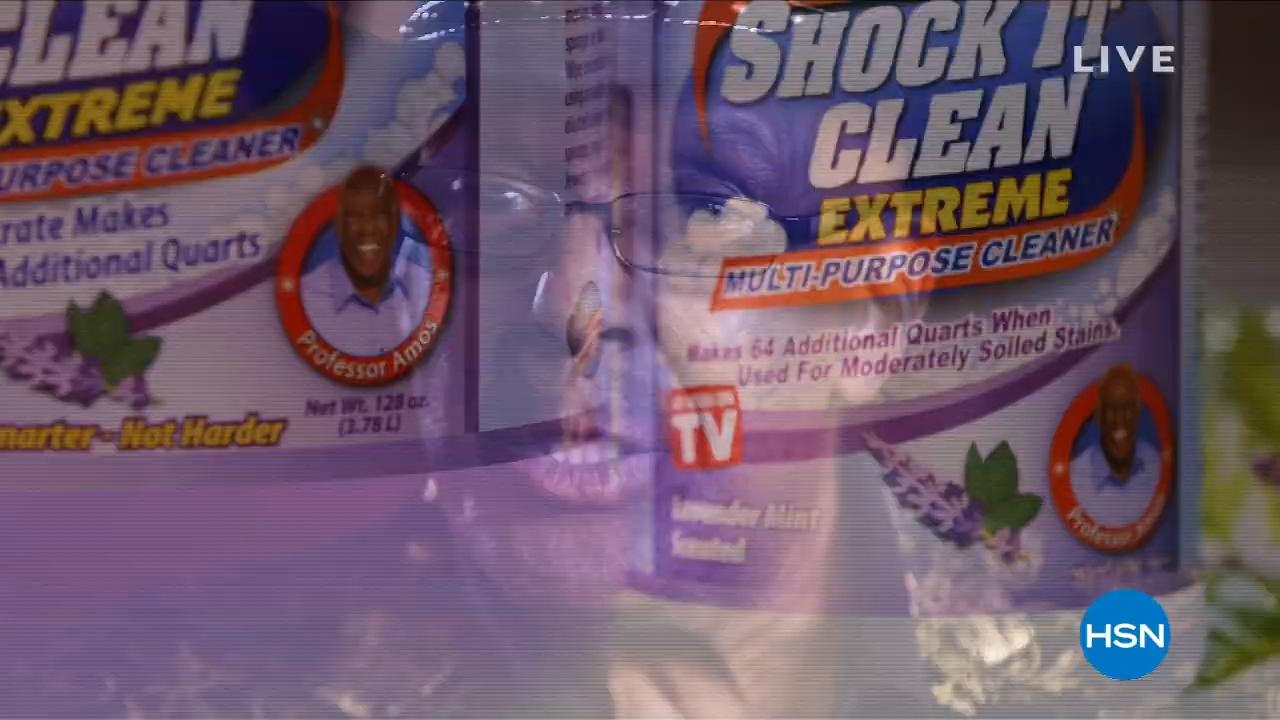 CLEAN
EXTREME
URPOSE CLEANER
rate Makes
Additional Quarts
Professor Amos
marter - Not Harder
Net Wt. 128 oz.
(3.78 L)
SHOCK IT
CLEAN
EXTREME
MULTI-PURPOSE CLEANER
Makes 64 Additional Quarts When
Used For Moderately Soiled Stains.
TV
Lavender Mint
Scented
Professor Amos
LIVE
HSN